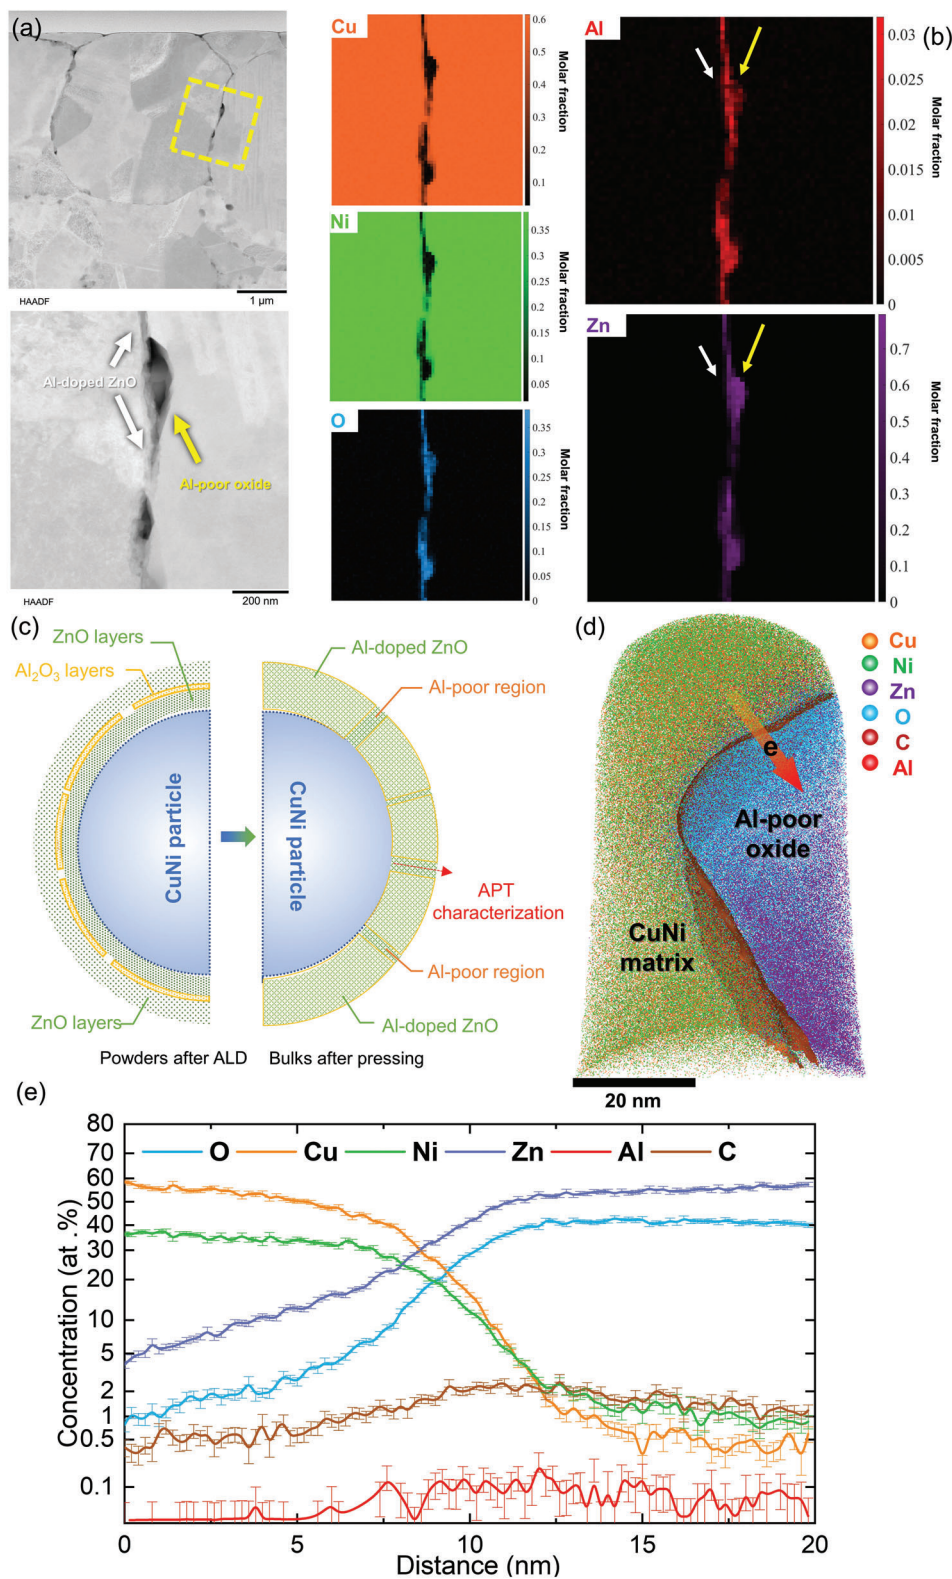 (a)
HAADF
1 μm
Al-doped ZnO
Al-poor oxide
HAADF
200 nm
Cu
0.6
0.5
0.4
0.3
0.2
0.1
Molar fraction
Ni
0.35
0.3
0.25
0.2
0.15
0.1
0.05
Molar fraction
O
0.35
0.3
0.25
0.2
0.15
0.1
0.05
0
Molar fraction
(b)
Al
0.03
0.025
0.02
0.015
0.01
0.005
0
Molar fraction
Zn
0.7
0.6
0.5
0.4
0.3
0.2
0.1
0
Molar fraction
(c)
ZnO layers
Al₂O₃ layers
CuNi particle
ZnO layers
Powders after ALD
Al-doped ZnO
Al-poor region
CuNi particle
APT
characterization
Al-poor region
Al-doped ZnO
Bulks after pressing
(d)
e
Al-poor
oxide
CuNi
matrix
20 nm
Cu
Ni
Zn
O
C
Al
(e)
O Cu Ni Zn Al C
Concentration (at .%)
80
70
60
50
40
30
20
10
5
2
1
0.5
0.1
0 5 10 15 20
Distance (nm)